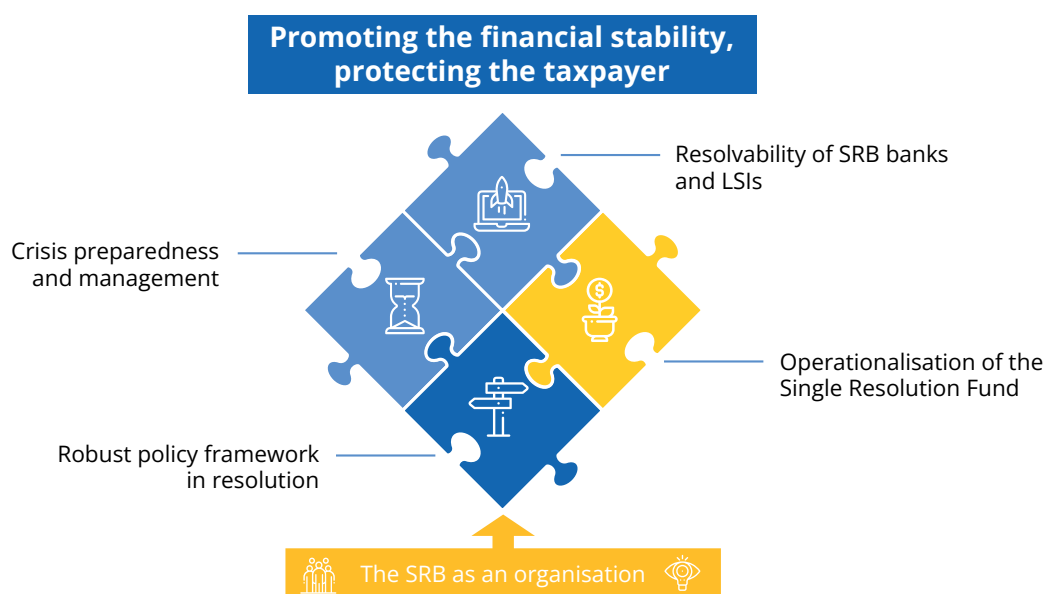 Promoting the financial stability,
protecting the taxpayer
Resolvability of SRB banks
and LSIs
Crisis preparedness
and management
$
Operationalisation of the
Single Resolution Fund
Robust policy framework
in resolution
The SRB as an organisation